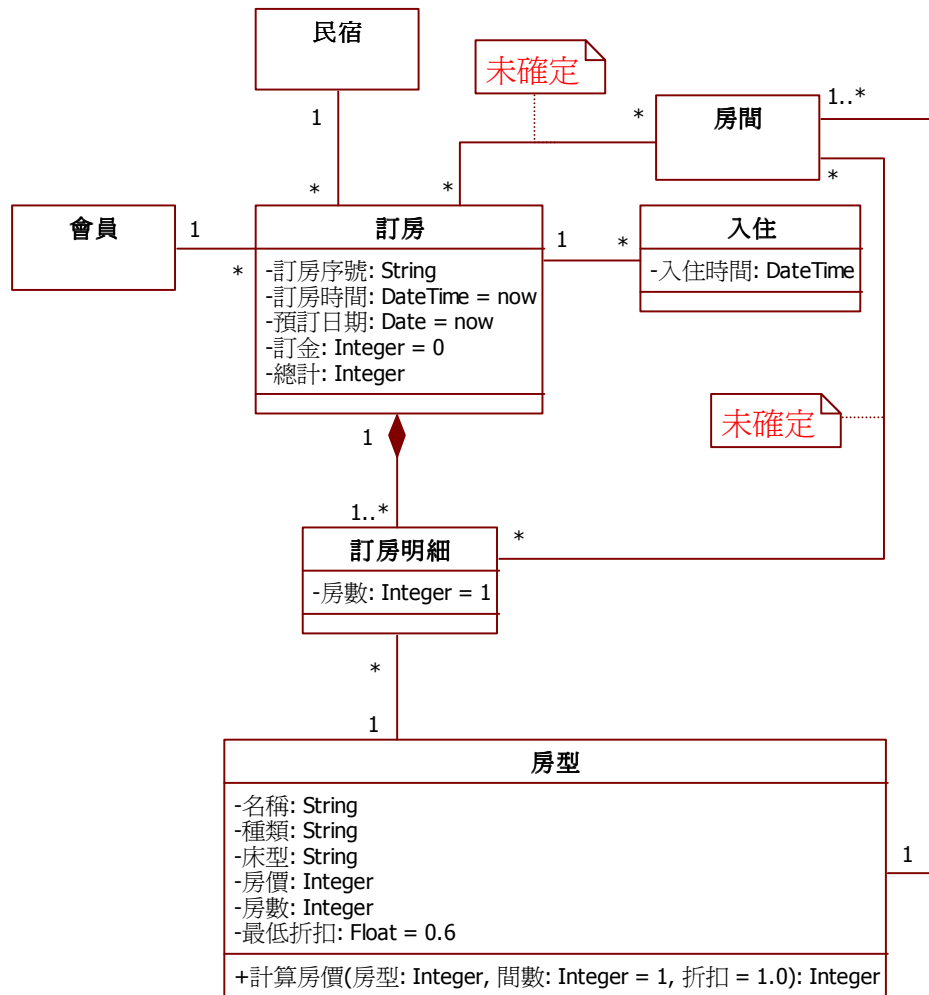 民宿
未確定
1
*
*
*
房間
1..*
*
會員
1
*
訂房
-訂房序號: String
-訂房時間: DateTime = now
-預訂日期: Date = now
-訂金: Integer = 0
-總計: Integer
1
*
入住
-入住時間: DateTime
未確定
1
1..*
訂房明細
-房數: Integer = 1
*
*
1
房型
-名稱: String
-種類: String
-床型: String
-房價: Integer
-房數: Integer
-最低折扣: Float = 0.6
+計算房價(房型: Integer, 間數: Integer = 1, 折扣 = 1.0): Integer
1